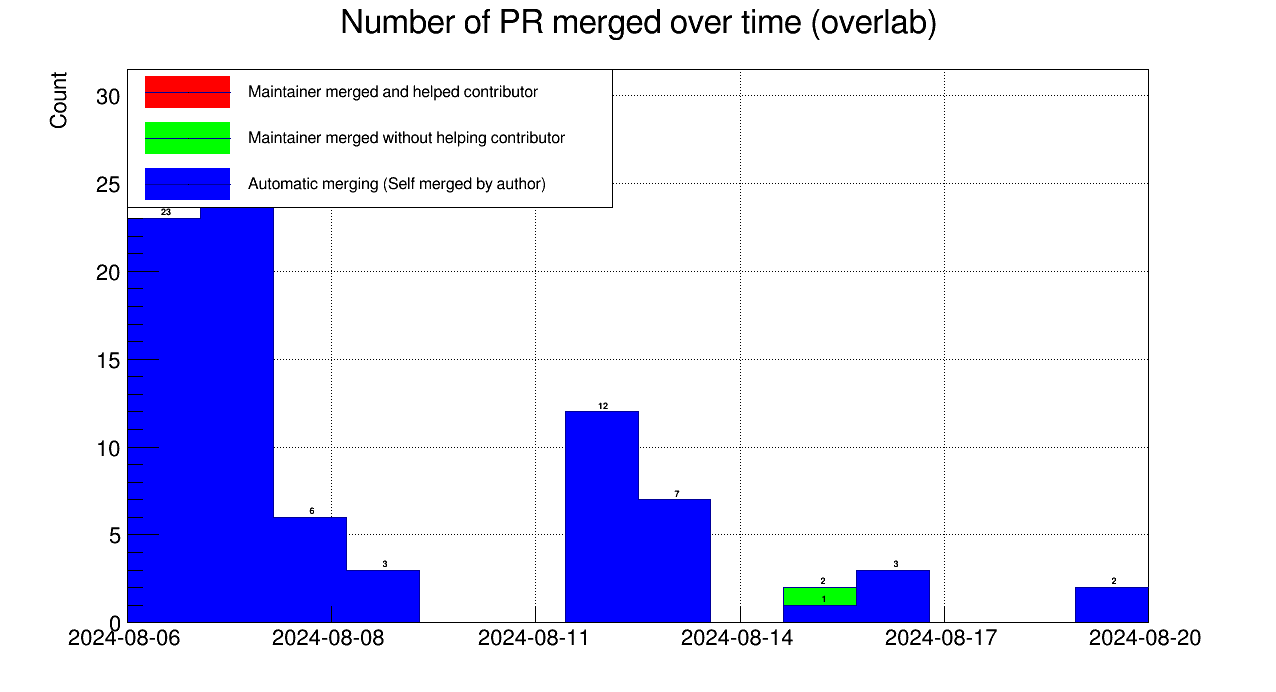 Number of PR merged over time (overlab)
Count
Maintainer merged and helped contributor
Maintainer merged without helping contributor
Automatic merging (Self merged by author)
30
25
20
15
10
5
0
23
6
3
12
7
2
1
3
2
2024-08-06 2024-08-08 2024-08-11 2024-08-14 2024-08-17 2024-08-20